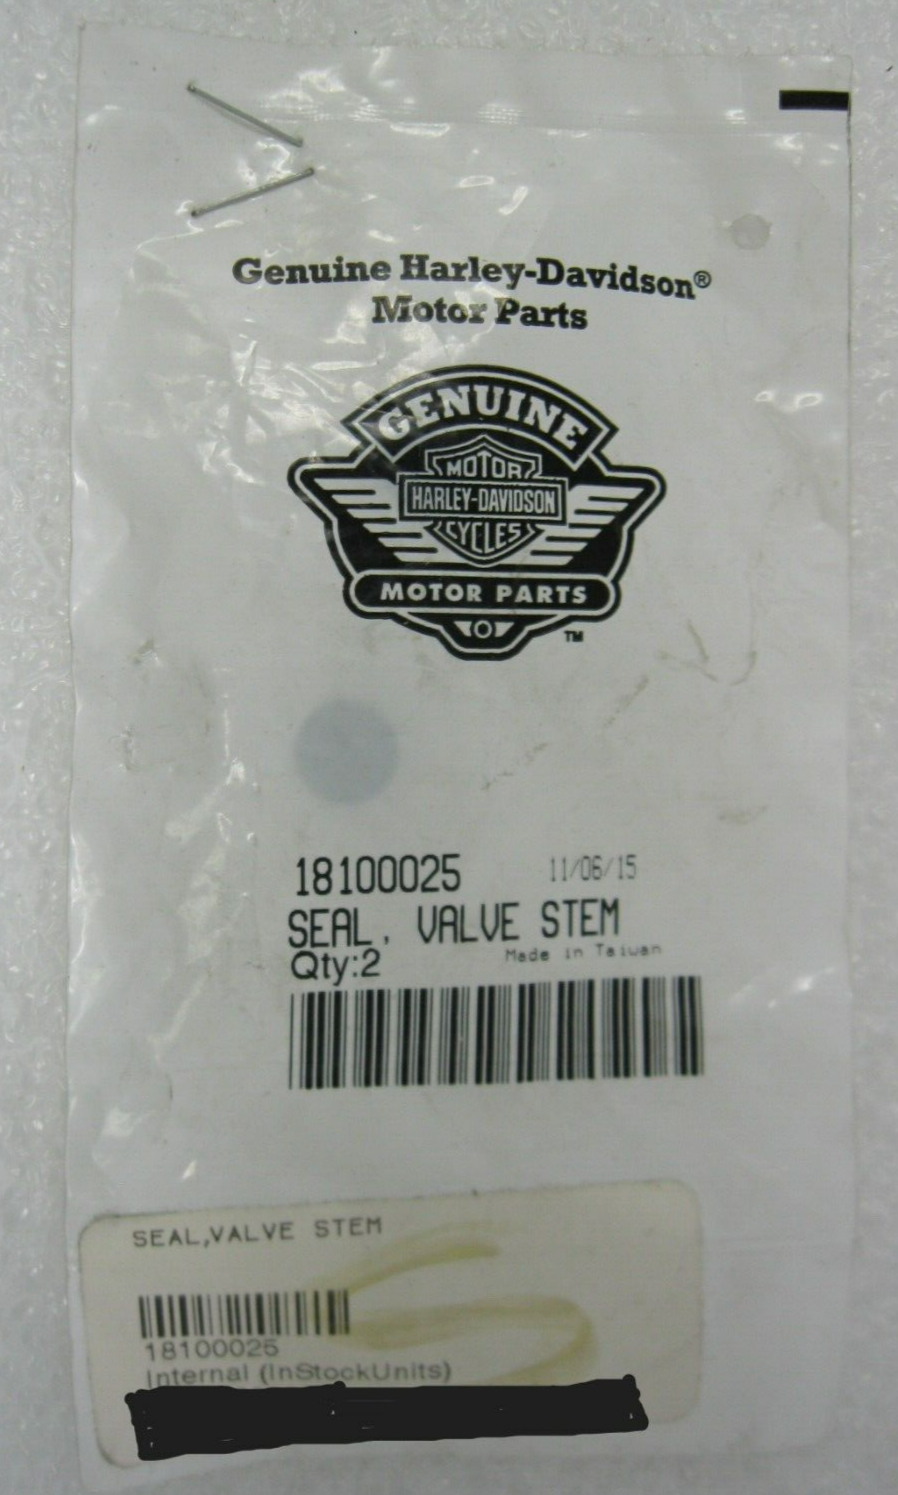 Genuine Harley-Davidson®
Motor Parts
GENUINE
MOTOR
HARLEY-DAVIDSON
CYCLES
MOTOR PARTS
TM
18100025 11/06/15
SEAL, VALVE STEM
Qty:2 Made in Taiwan
SEAL,VALVE STEM
18100025
Internal (InStockUnits)